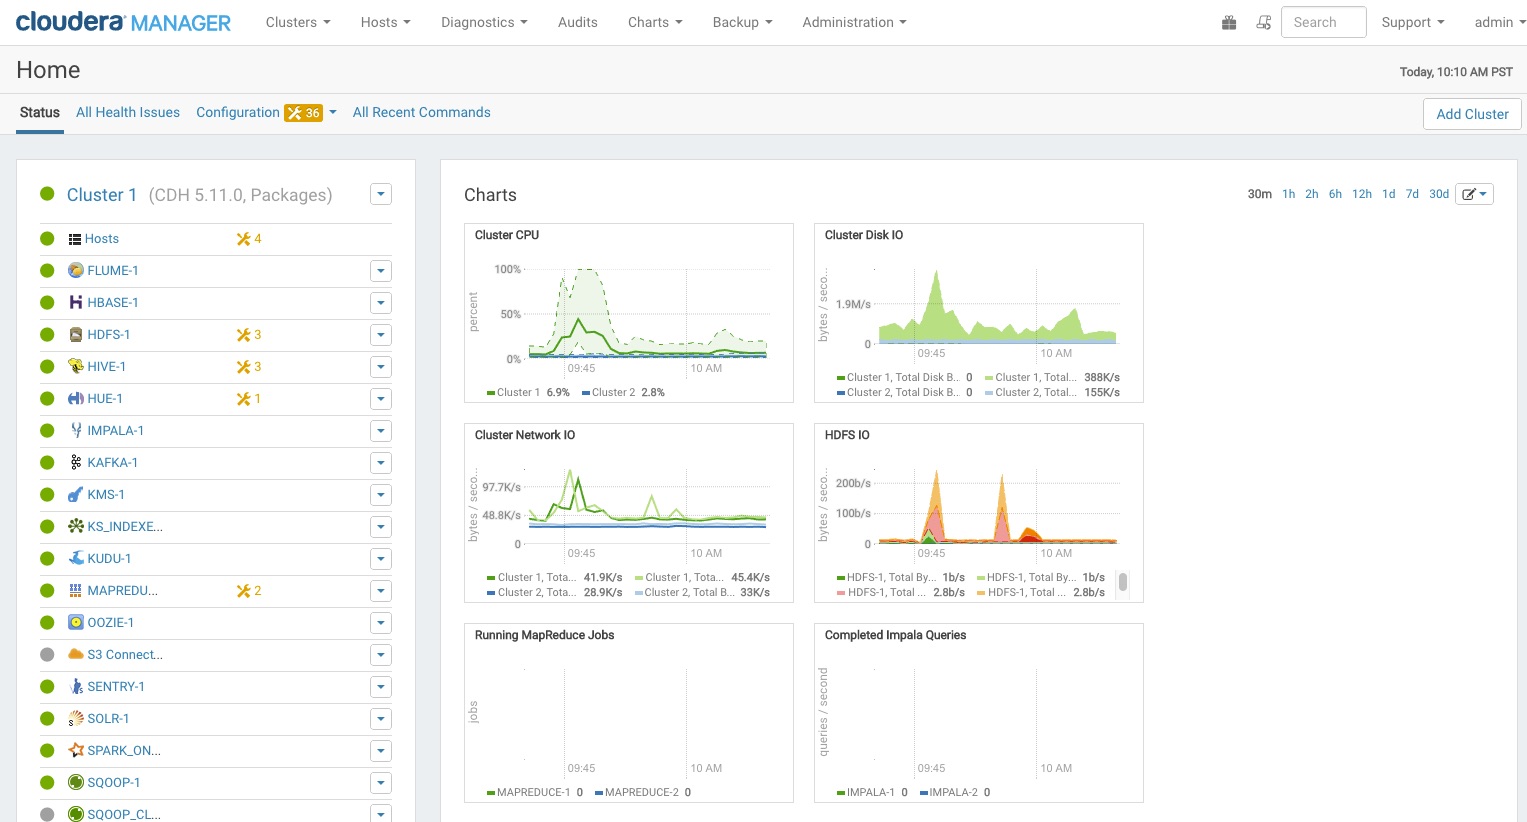 cloudera MANAGER Clusters Hosts Diagnostics Audits Charts Backup Administration Search Support admin
Home
Today, 10:10 AM PST
Status All Health Issues Configuration 36 All Recent Commands
Add Cluster
Cluster 1 (CDH 5.11.0, Packages)
Hosts 4
FLUME-1
HBASE-1
HDFS-1 3
HIVE-1 3
HUE-1 1
IMPALA-1
KAFKA-1
KMS-1
KS_INDEXE...
KUDU-1
MAPREDU... 2
OOZIE-1
S3 Connect...
SENTRY-1
SOLR-1
SPARK_ON...
SQOOP-1
SQOOP_CL...
Charts
30m 1h 2h 6h 12h 1d 7d 30d
Cluster CPU
percent
100%
50%
0%
09:45 10 AM
Cluster 1 6.9% Cluster 2 2.8%
Cluster Disk IO
bytes / seco...
1.9M/s
0
09:45 10 AM
Cluster 1, Total Disk B... 0 Cluster 1, Total... 388K/s
Cluster 2, Total Disk B... 0 Cluster 2, Total... 155K/s
Cluster Network IO
bytes / seco...
97.7K/s
48.8K/s
0
09:45 10 AM
Cluster 1, Tota... 41.9K/s Cluster 1, Tota... 45.4K/s
Cluster 2, Tota... 28.9K/s Cluster 2, Total B... 33K/s
HDFS IO
bytes / seco...
200b/s
100b/s
0
09:45 10 AM
HDFS-1, Total By... 1b/s HDFS-1, Total By... 1b/s
HDFS-1, Total ... 2.8b/s HDFS-1, Total ... 2.8b/s
Running MapReduce Jobs
jobs
09:45 10 AM
MAPREDUCE-1 0 MAPREDUCE-2 0
Completed Impala Queries
queries / second
09:45 10 AM
IMPALA-1 0 IMPALA-2 0